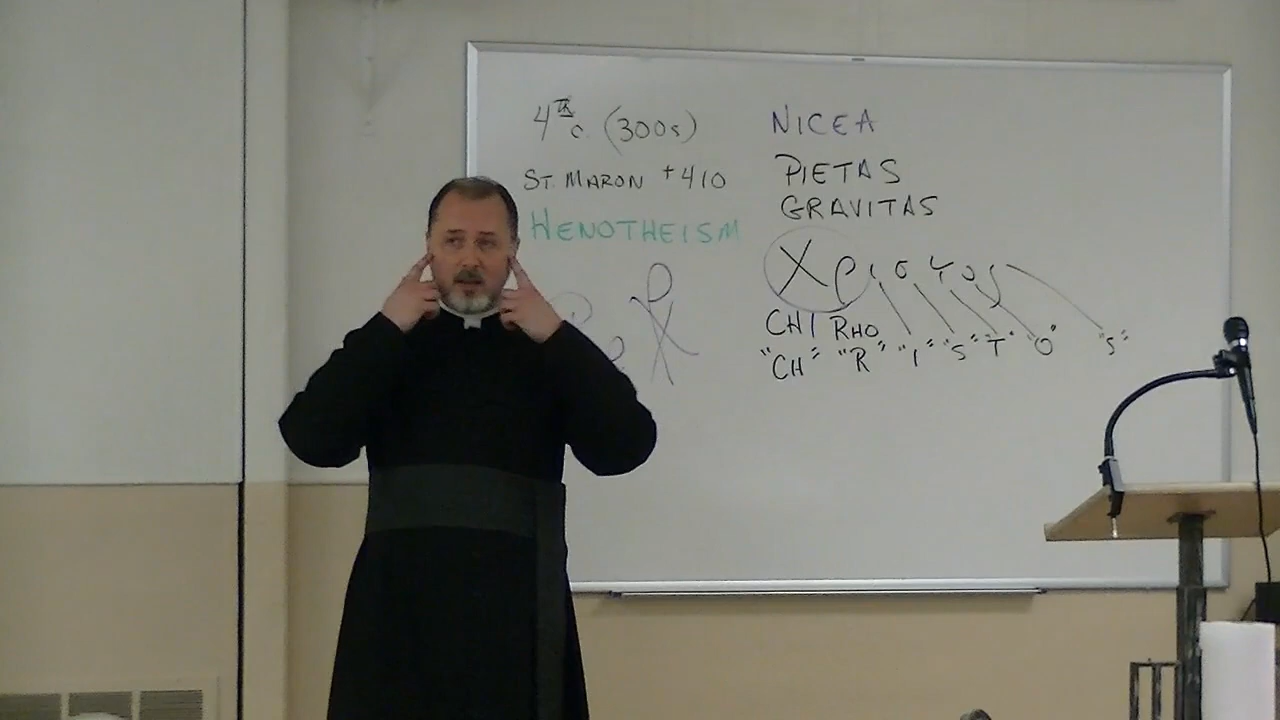 4TH c. (300s)
ST. MARON +410
HENOTHEISM
NICEA
PIETAS
GRAVITAS
Χριστος
CHI RHO
"CH" "R" "I" "S" "T" "O" "S"